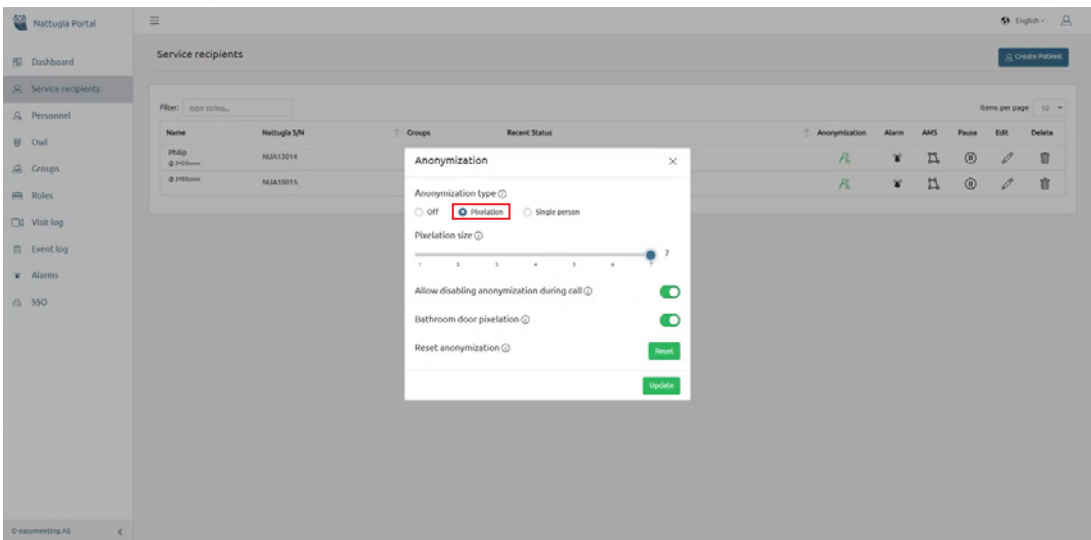 Nattugla Portal
English
Dashboard
Service recipients
Personnel
Owl
Groups
Roles
Visit log
Event log
Alarms
SSO
© easymeeting AS
Service recipients
Create Patient
Filter: type string...
Items per page 10
Name Nattugla S/N Groups Recent Status Anonymization Alarm AMS Pause Edit Delete
Philip
NUA13014
NUA10015
Anonymization
Anonymization type
Off Pixelation Single person
Pixelation size
7
1 2 3 4 5 6 7
Allow disabling anonymization during call
Bathroom door pixelation
Reset anonymization Reset
Update